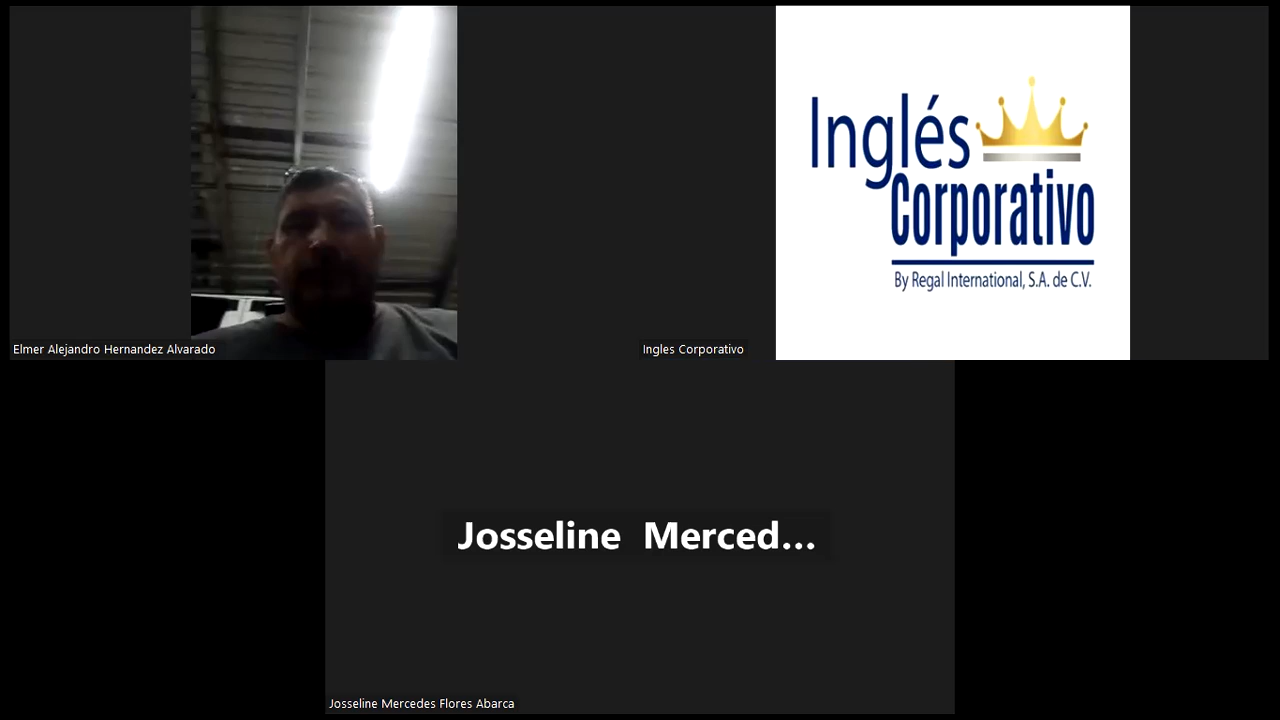 Inglés
Corporativo
By Regal International, S.A. de C.V.
Elmer Alejandro Hernandez Alvarado
Ingles Corporativo
Josseline Merced...
Josseline Mercedes Flores Abarca